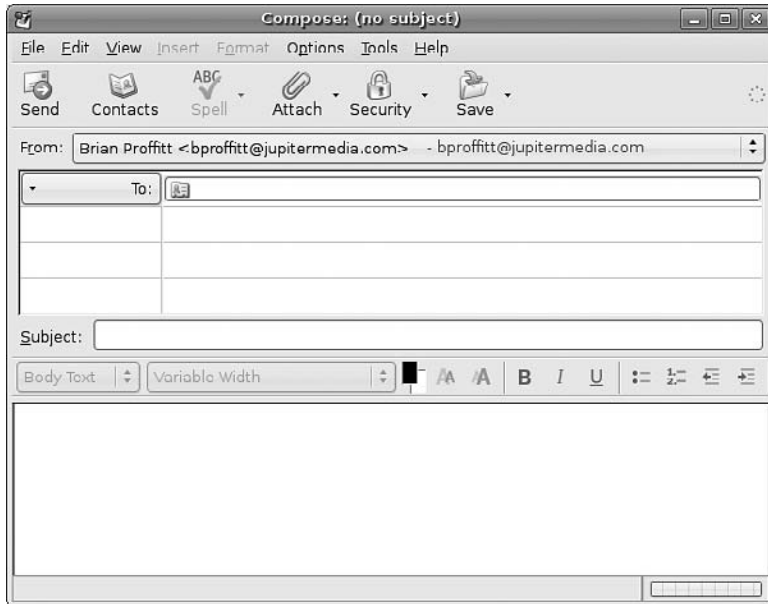 Compose: (no subject)
File Edit View Insert Format Options Tools Help
ABC
Send Contacts Spell Attach Security Save
From: Brian Proffitt <bproffitt@jupitermedia.com> - bproffitt@jupitermedia.com
To:
Subject:
Body Text Variable Width A A A A B I U